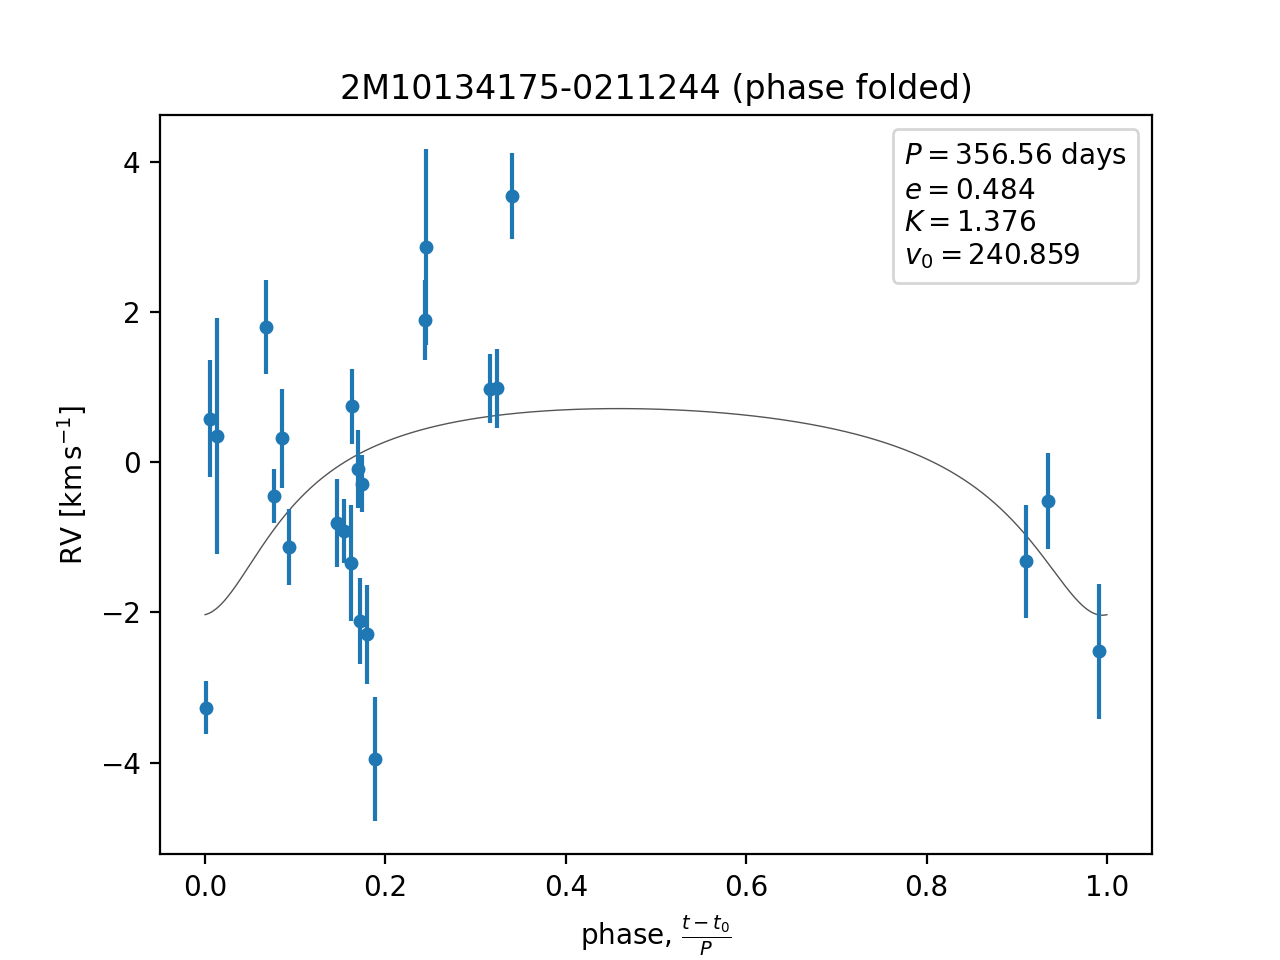 2M10134175-0211244 (phase folded)
P = 356.56 days
e = 0.484
K = 1.376
v₀ = 240.859
4
2
0
−2
−4
RV [km s⁻¹]
0.0 0.2 0.4 0.6 0.8 1.0
phase, (t − t₀)/P